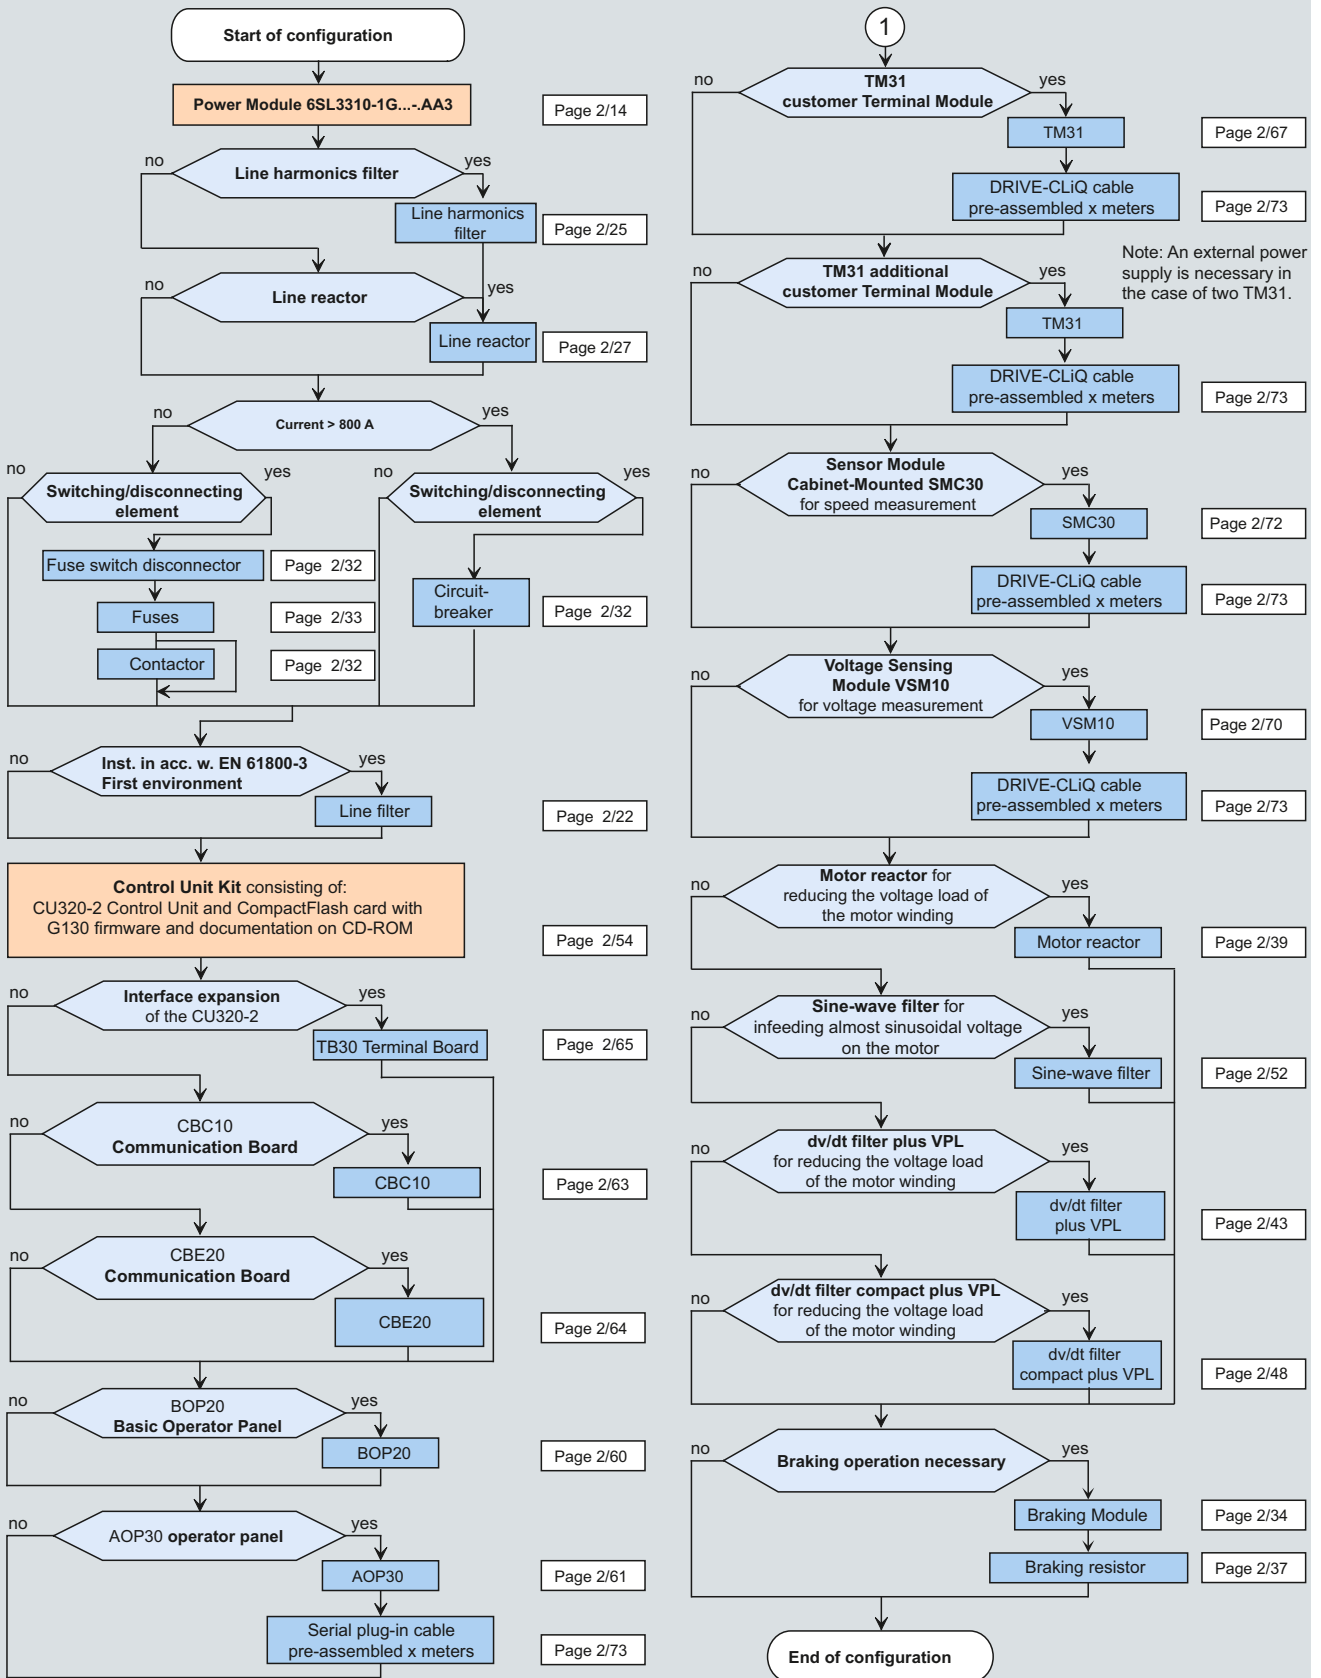 Start of configuration
Power Module 6SL3310-1G...-.AA3
Page 2/14
no
yes
Line harmonics filter
Line harmonics
filter
Page 2/25
no
yes
Line reactor
Line reactor
Page 2/27
no
yes
Current > 800 A
no
yes
Switching/disconnecting
element
no
yes
Switching/disconnecting
element
Fuse switch disconnector
Page 2/32
Fuses
Page 2/33
Contactor
Page 2/32
Circuit-
breaker
Page 2/32
no
yes
Inst. in acc. w. EN 61800-3
First environment
Line filter
Page 2/22
Control Unit Kit consisting of:
CU320-2 Control Unit and CompactFlash card with
G130 firmware and documentation on CD-ROM
Page 2/54
no
yes
Interface expansion
of the CU320-2
TB30 Terminal Board
Page 2/65
no
yes
CBC10
Communication Board
CBC10
Page 2/63
no
yes
CBE20
Communication Board
CBE20
Page 2/64
no
yes
BOP20
Basic Operator Panel
BOP20
Page 2/60
no
yes
AOP30 operator panel
AOP30
Page 2/61
Serial plug-in cable
pre-assembled x meters
Page 2/73
1
no
yes
TM31
customer Terminal Module
TM31
Page 2/67
DRIVE-CLiQ cable
pre-assembled x meters
Page 2/73
Note: An external power
supply is necessary in
the case of two TM31.
no
yes
TM31 additional
customer Terminal Module
TM31
DRIVE-CLiQ cable
pre-assembled x meters
Page 2/73
no
yes
Sensor Module
Cabinet-Mounted SMC30
for speed measurement
SMC30
Page 2/72
DRIVE-CLiQ cable
pre-assembled x meters
Page 2/73
no
yes
Voltage Sensing
Module VSM10
for voltage measurement
VSM10
Page 2/70
DRIVE-CLiQ cable
pre-assembled x meters
Page 2/73
no
yes
Motor reactor for
reducing the voltage load of
the motor winding
Motor reactor
Page 2/39
no
yes
Sine-wave filter for
infeeding almost sinusoidal voltage
on the motor
Sine-wave filter
Page 2/52
no
yes
dv/dt filter plus VPL
for reducing the voltage load
of the motor winding
dv/dt filter
plus VPL
Page 2/43
no
yes
dv/dt filter compact plus VPL
for reducing the voltage load
of the motor winding
dv/dt filter
compact plus VPL
Page 2/48
no
yes
Braking operation necessary
Braking Module
Page 2/34
Braking resistor
Page 2/37
End of configuration